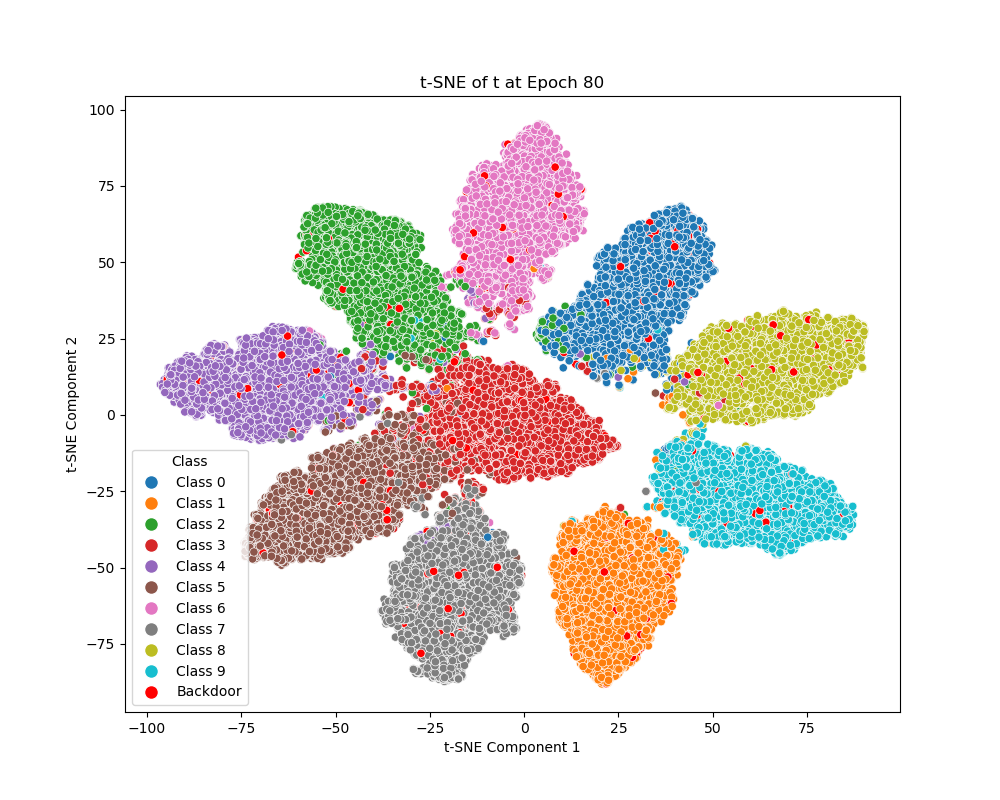 t-SNE of t at Epoch 80
t-SNE Component 2
100
75
50
25
0
−25
−50
−75
Class
Class 0
Class 1
Class 2
Class 3
Class 4
Class 5
Class 6
Class 7
Class 8
Class 9
Backdoor
−100
−75
−50
−25
0
25
50
75
t-SNE Component 1